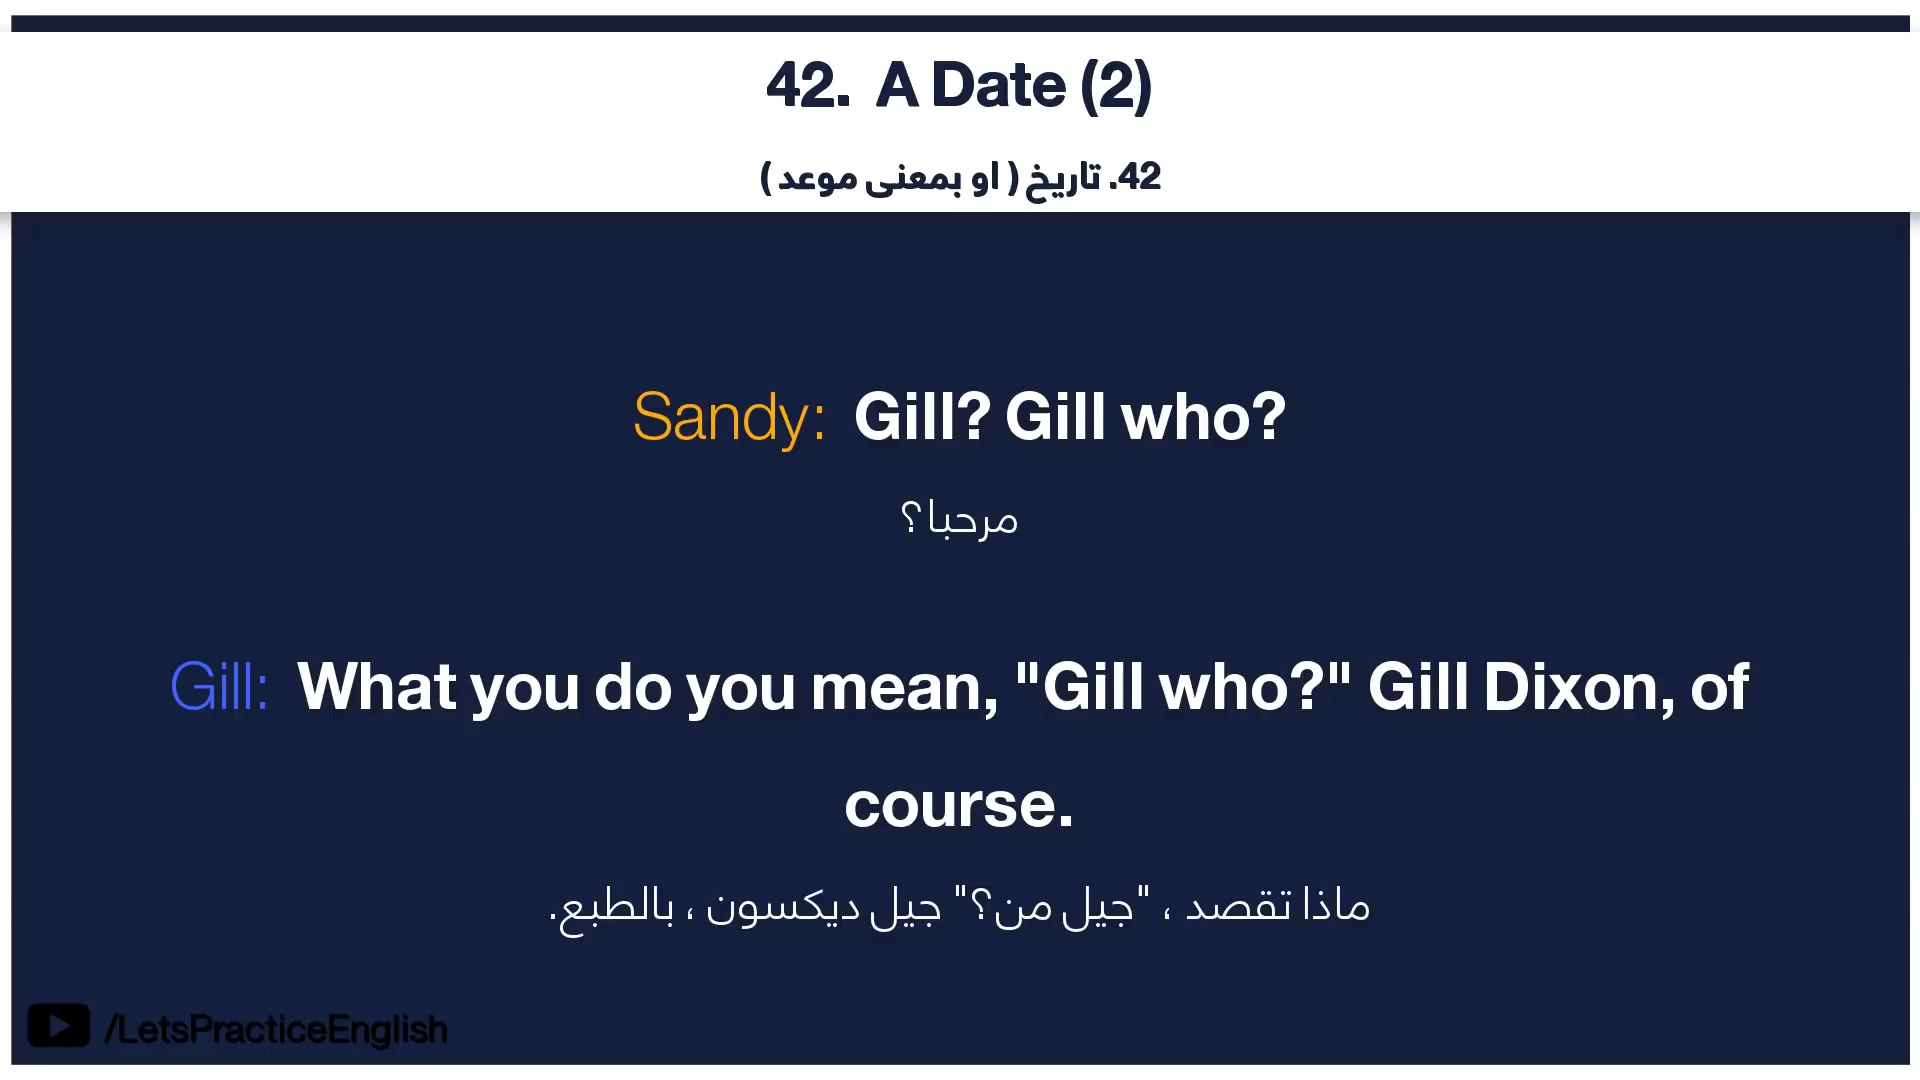 42. A Date (2)
42. تاريخ ( او بمعنى موعد )
Sandy: Gill? Gill who?
مرحبا؟
Gill: What you do you mean, "Gill who?" Gill Dixon, of
course.
ماذا تقصد ، "جيل من؟" جيل ديكسون ، بالطبع.
/LetsPracticeEnglish